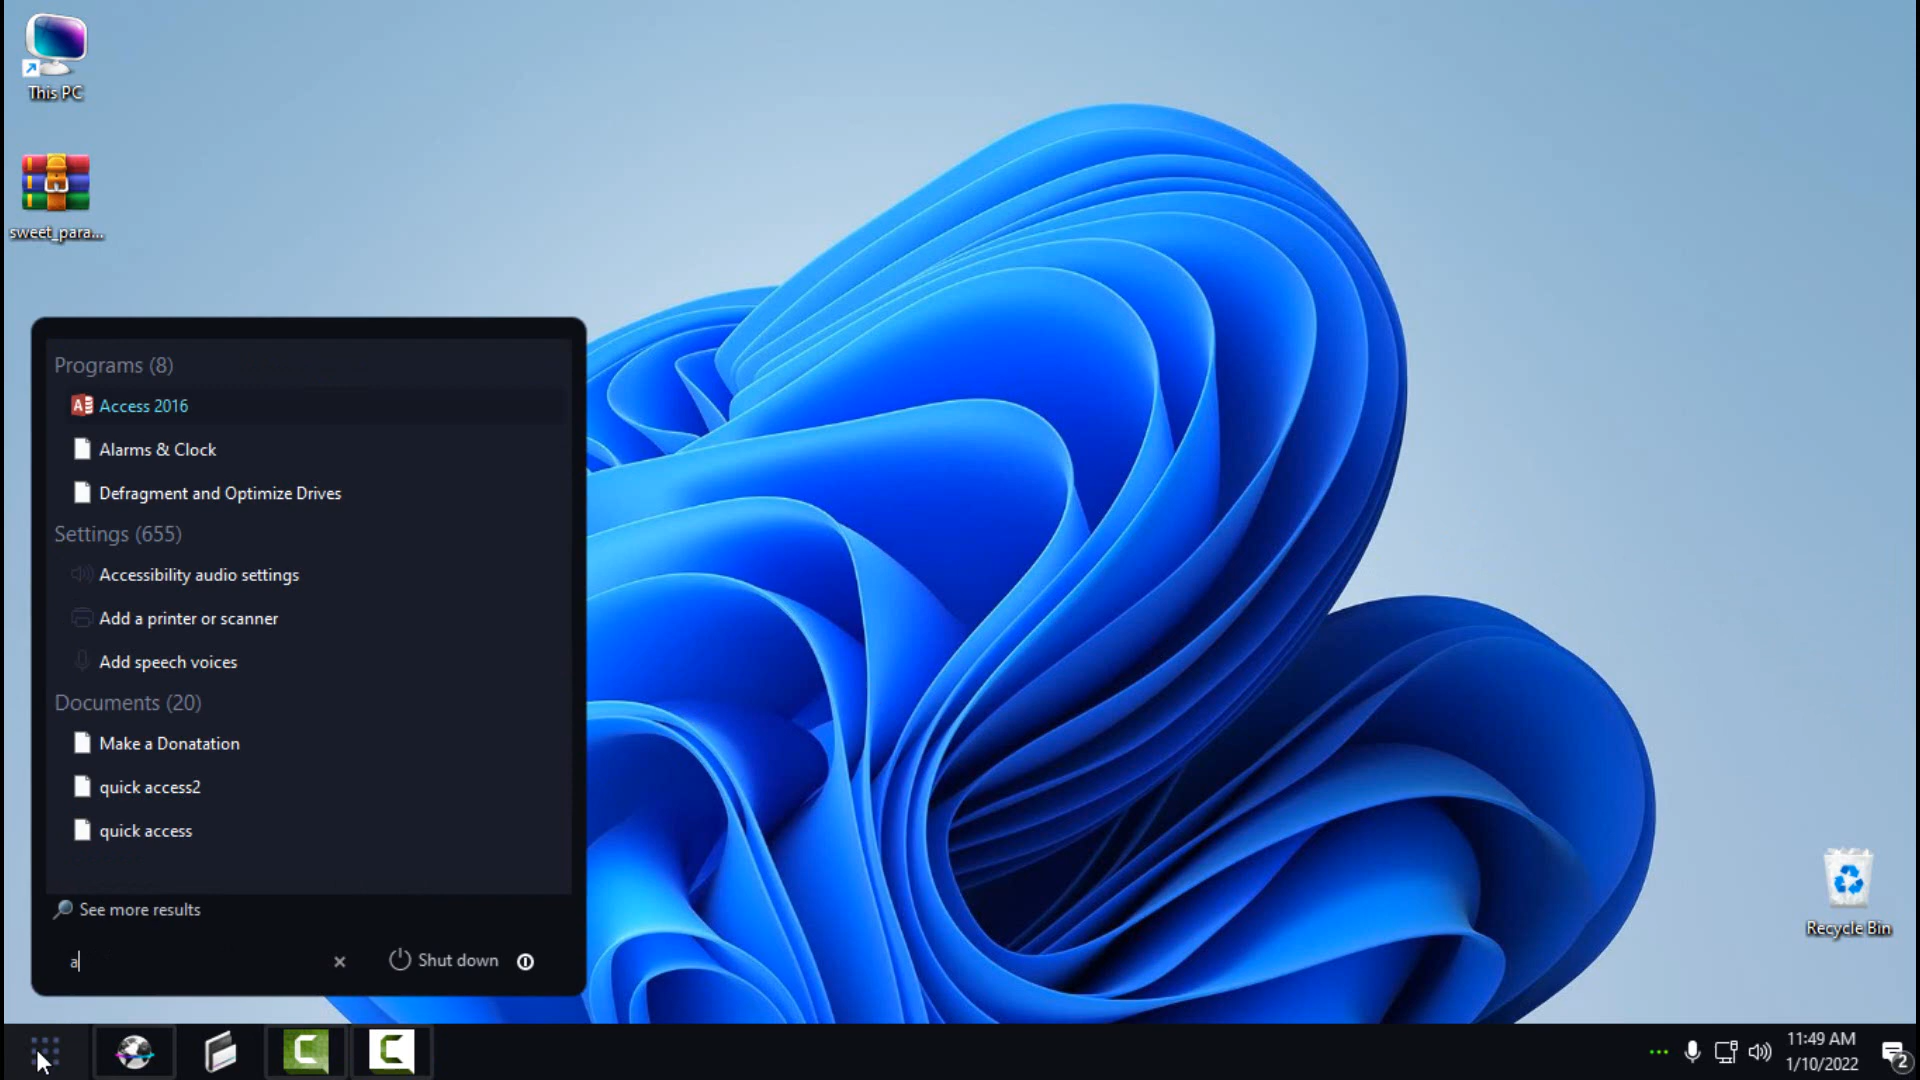 This PC
sweet_para...
Programs (8)
Access 2016
Alarms & Clock
Defragment and Optimize Drives
Settings (655)
Accessibility audio settings
Add a printer or scanner
Add speech voices
Documents (20)
Make a Donatation
quick access2
quick access
See more results
a
Shut down
Recycle Bin
11:49 AM
1/10/2022
2